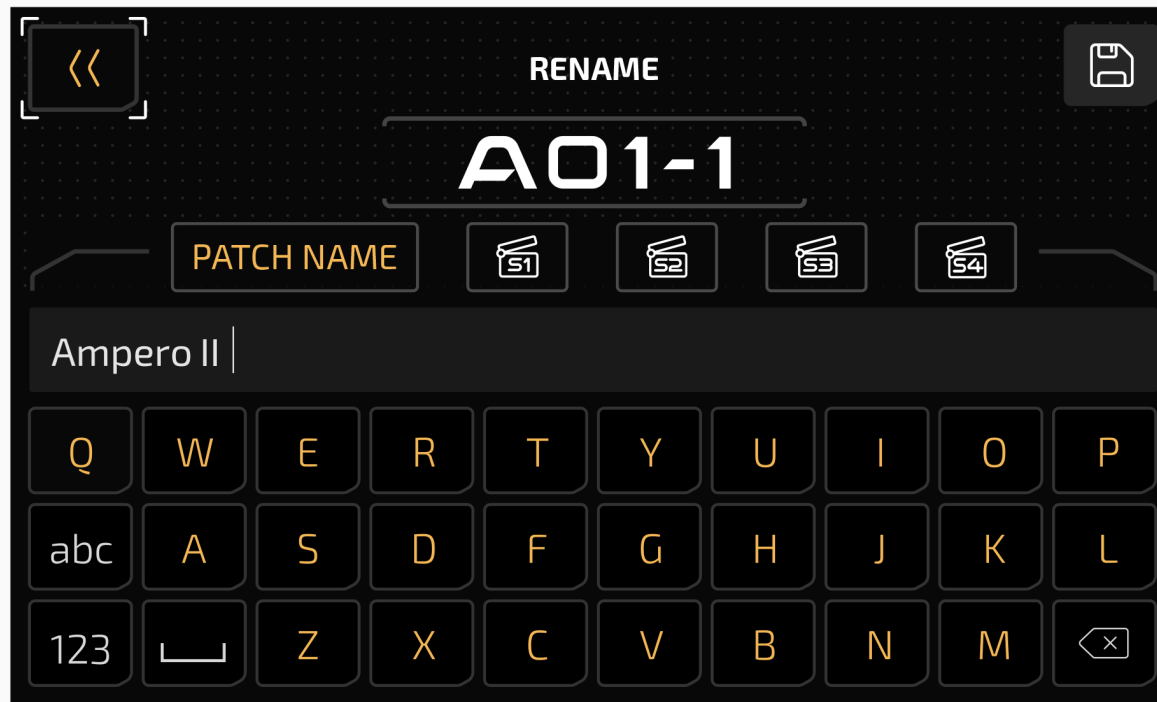 RENAME
A01-1
PATCH NAME S1 S2 S3 S4
Ampero II
Q W E R T Y U I O P
abc A S D F G H J K L
123 Z X C V B N M